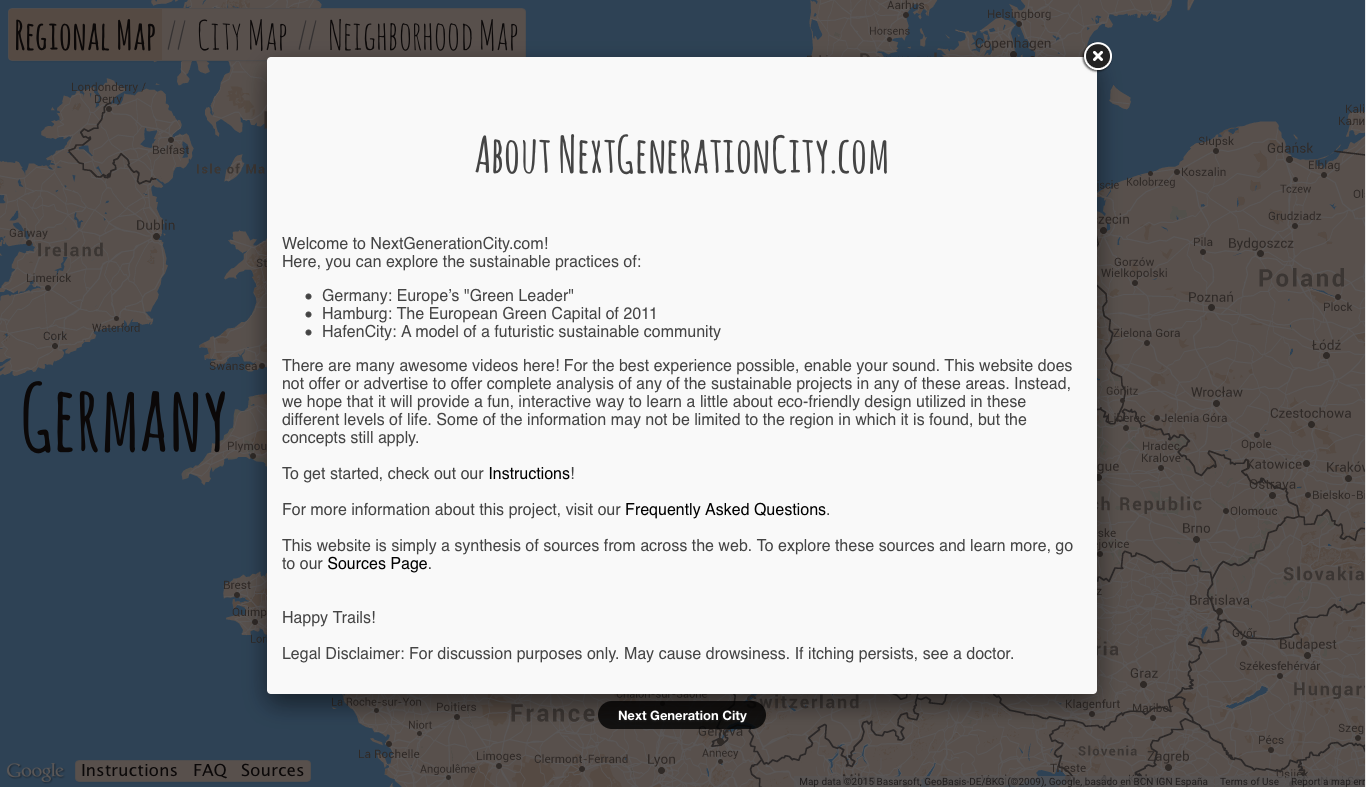 Regional Map // City Map // Neighborhood Map
Aarhus
Horsens
Helsingborg
Copenhagen
Londonderry /
Derry
Belfast
Isle of Ma
Dublin
Galway
Ireland
Limerick
Waterford
Cork
Swansea
Germany
Plymou
Brest
Quimp
About NextGenerationCity.com
Welcome to NextGenerationCity.com!
Here, you can explore the sustainable practices of:
• Germany: Europe’s "Green Leader"
• Hamburg: The European Green Capital of 2011
• HafenCity: A model of a futuristic sustainable community
There are many awesome videos here! For the best experience possible, enable your sound. This website does
not offer or advertise to offer complete analysis of any of the sustainable projects in any of these areas. Instead,
we hope that it will provide a fun, interactive way to learn a little about eco-friendly design utilized in these
different levels of life. Some of the information may not be limited to the region in which it is found, but the
concepts still apply.
To get started, check out our Instructions!
For more information about this project, visit our Frequently Asked Questions.
This website is simply a synthesis of sources from across the web. To explore these sources and learn more, go
to our Sources Page.
Happy Trails!
Legal Disclaimer: For discussion purposes only. May cause drowsiness. If itching persists, see a doctor.
Next Generation City
Słupsk
Gdańsk
Elbląg
Koszalin
Kołobrzeg
Tczew
Grudziądz
Piła
Bydgoszcz
Gorzów
Wielkopolski
Poland
Poznań
Plock
Zielona Gora
Łódź
Görlitz
Wrocław
Czestochowa
Liberec
Jelenia Góra
Opole
Hradec
Kralove
Katowice
Krakó
Ostrava
Bielsko-B
h Republic
Olomouc
Brno
Slovakia
Bratislava
Győr
Budapest
Székesfehérvár
Graz
Hungar
Klagenfurt
Maribor
Pécs
Slovenia
Zagreb
Trieste
Osijek
La Roche-sur-Yon
Poitiers
Niort
France
Switzerland
Geneva
Annecy
La Rochelle
Limoges
Clermont-Ferrand
Lyon
Angoulême
Google
Instructions FAQ Sources
Map data ©2015 Basarsoft, GeoBasis-DE/BKG (©2009), Google, basado en BCN IGN España
Terms of Use
Report a map er